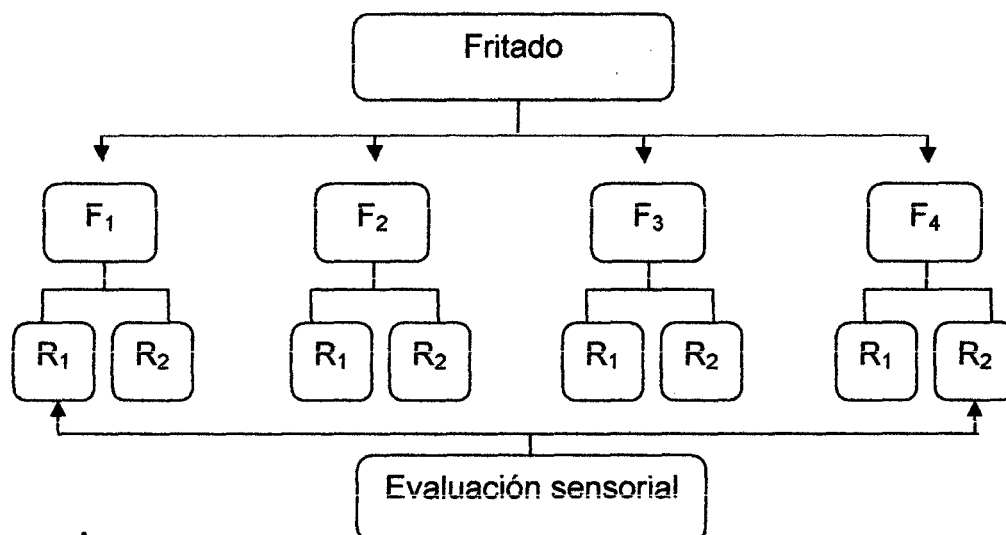 Fritado
F₁ F₂ F₃ F₄
R₁ R₂ R₁ R₂ R₁ R₂ R₁ R₂
Evaluación sensorial